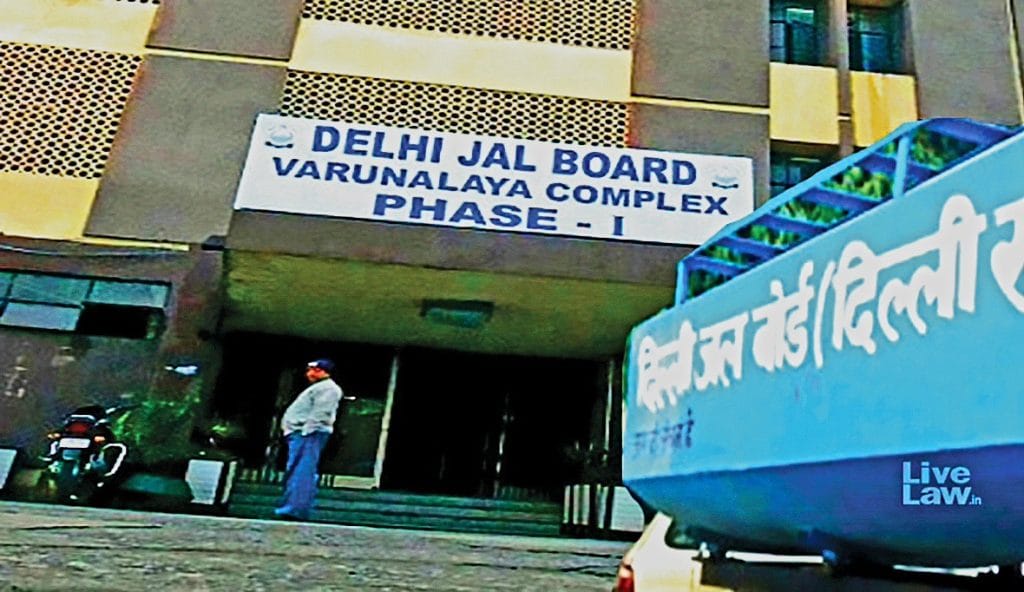 DELHI JAL BOARD
VARUNALAYA COMPLEX
PHASE - I
दिल्ली जल बोर्ड (दिल्ली
Live
Law.in